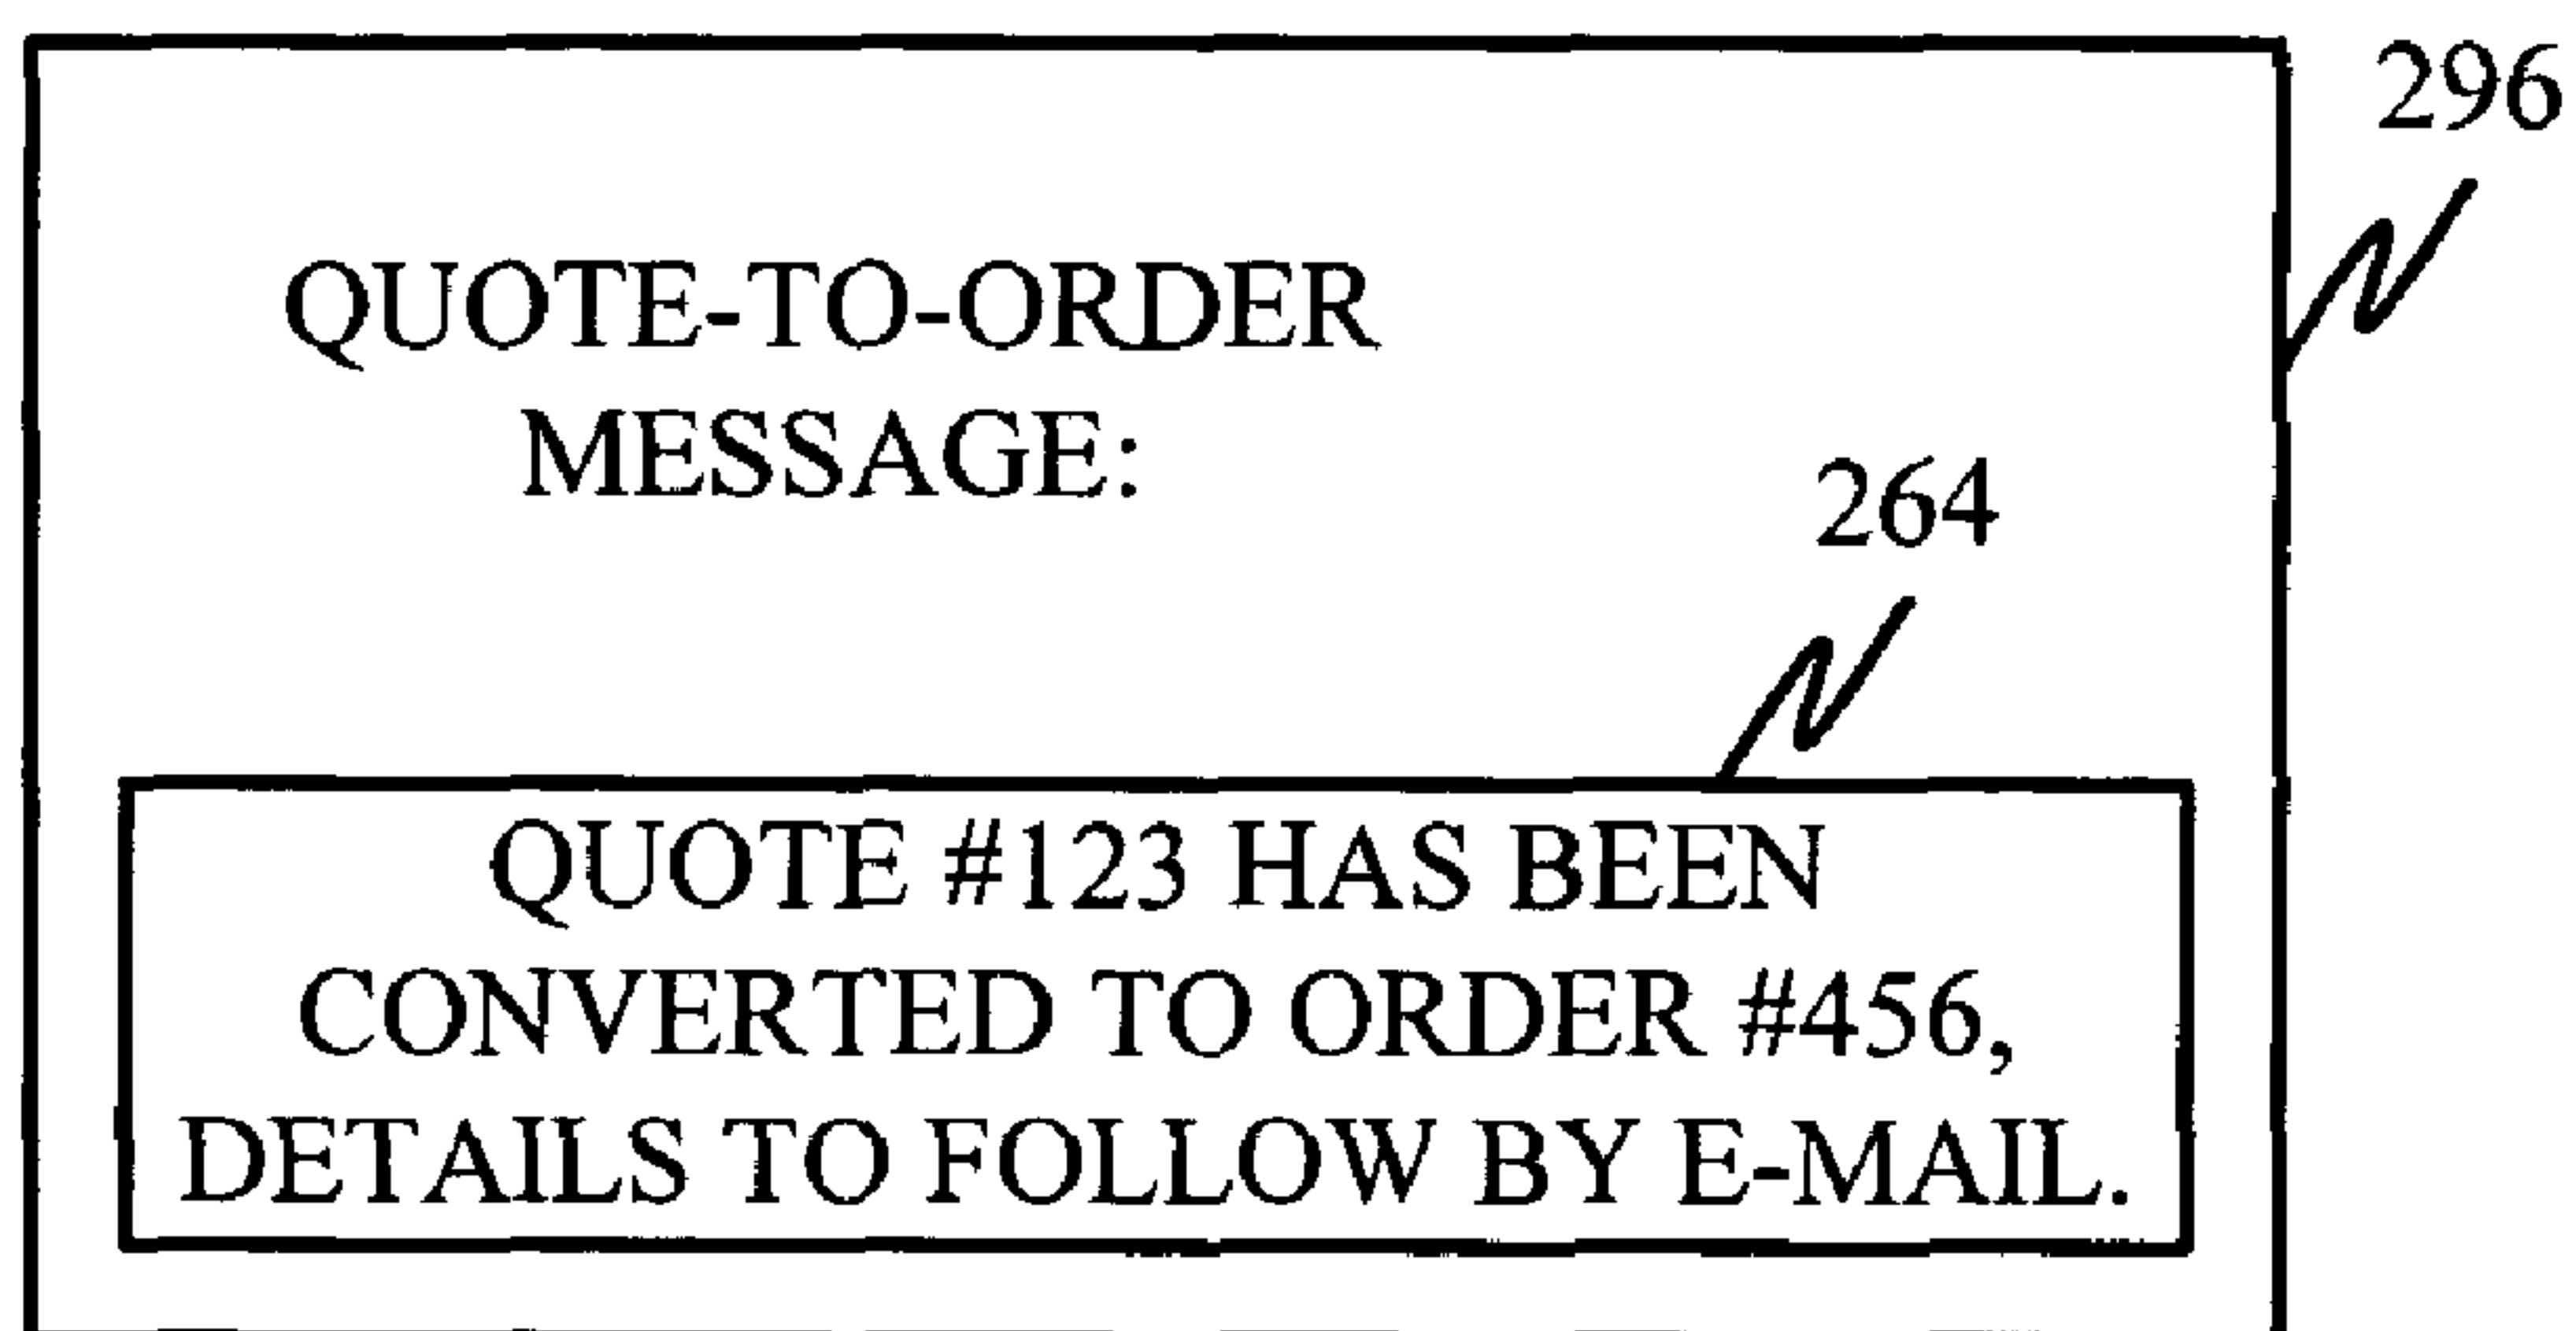 296
QUOTE-TO-ORDER
MESSAGE:
264
QUOTE #123 HAS BEEN
CONVERTED TO ORDER #456,
DETAILS TO FOLLOW BY E-MAIL.